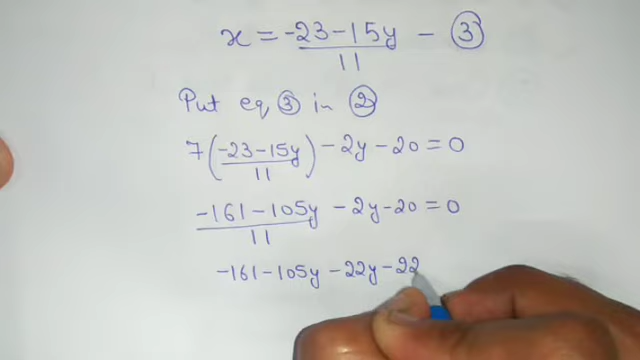 x = -23-15y/11 - ③
Put eq ③ in ②
7(-23-15y/11) - 2y - 20 = 0
-161-105y/11 - 2y - 20 = 0
-161 - 105y - 22y - 22